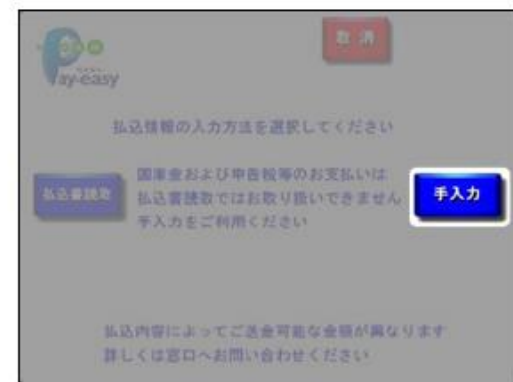 取消
Pay-easy
払込情報の入力方法を選択してください
払込書読取
国庫金および申告税等のお支払いは
払込書読取ではお取り扱いできません
手入力をご利用ください
手入力
払込内容によってご送金可能な金額が異なります
詳しくは窓口へお問い合わせください